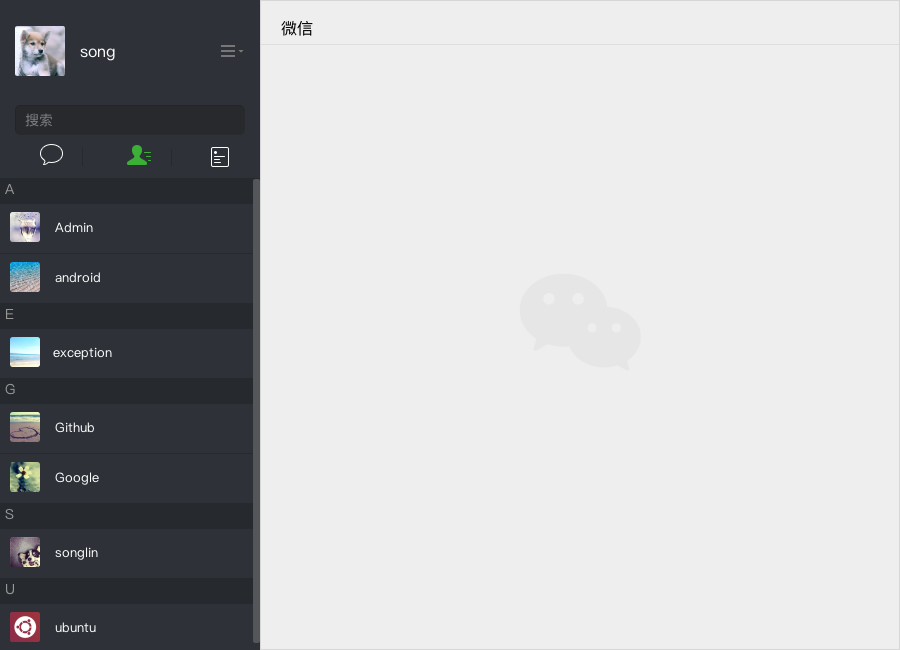 song
搜索
A
Admin
android
E
exception
G
Github
Google
S
songlin
U
ubuntu
微信